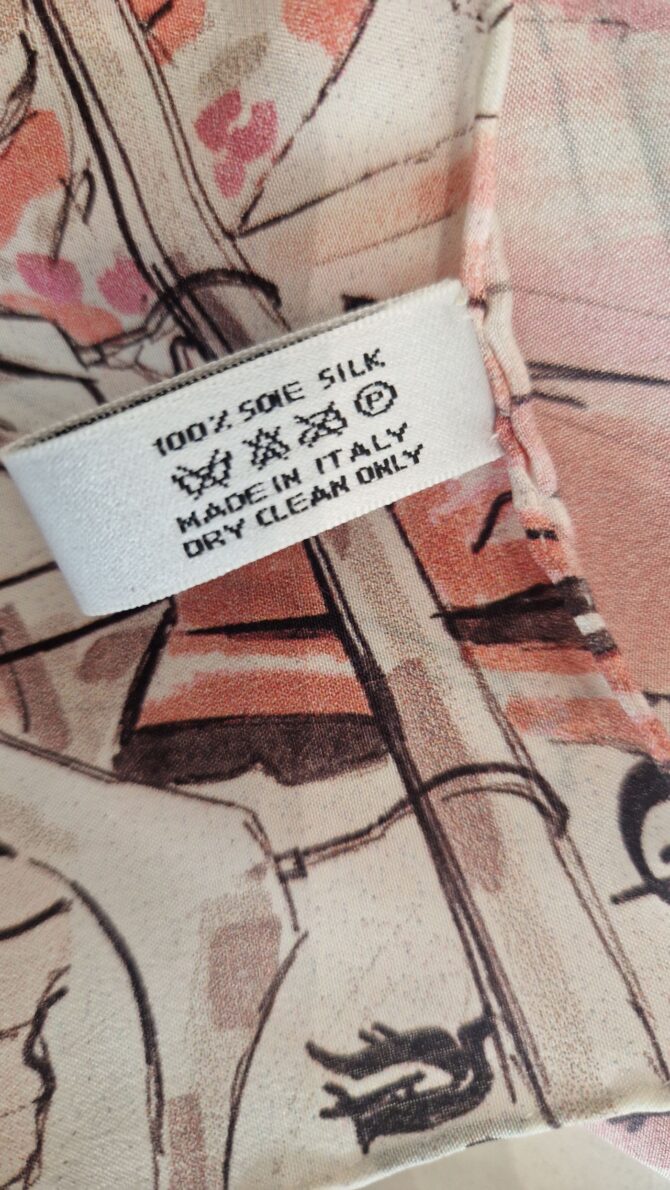 100% SOIE SILK
P
MADE IN ITALY
DRY CLEAN ONLY